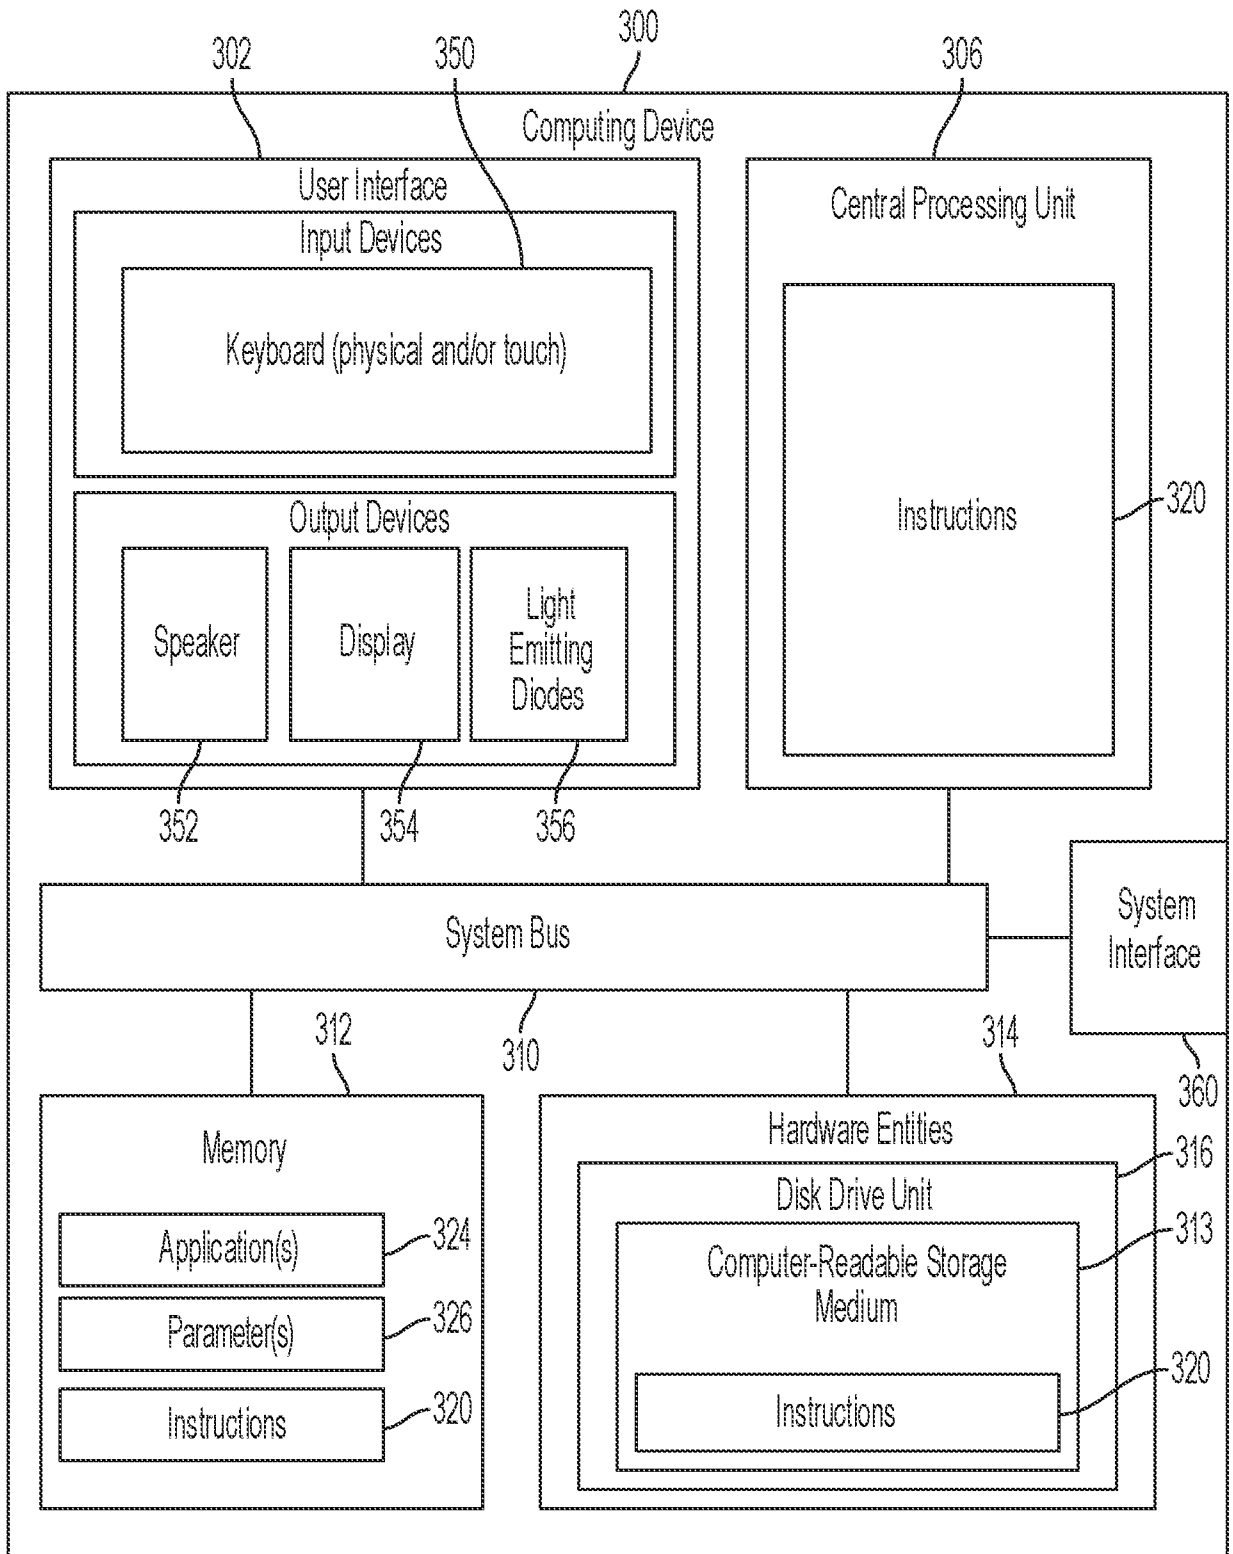 300
302
350
306
Computing Device
User Interface
Input Devices
Keyboard (physical and/or touch)
Central Processing Unit
Instructions
320
Output Devices
Speaker
Display
Light
Emitting
Diodes
352
354
356
System Bus
310
System
Interface
360
312
Memory
Application(s)
324
Parameter(s)
326
Instructions
320
314
Hardware Entities
316
Disk Drive Unit
313
Computer-Readable Storage
Medium
Instructions
320